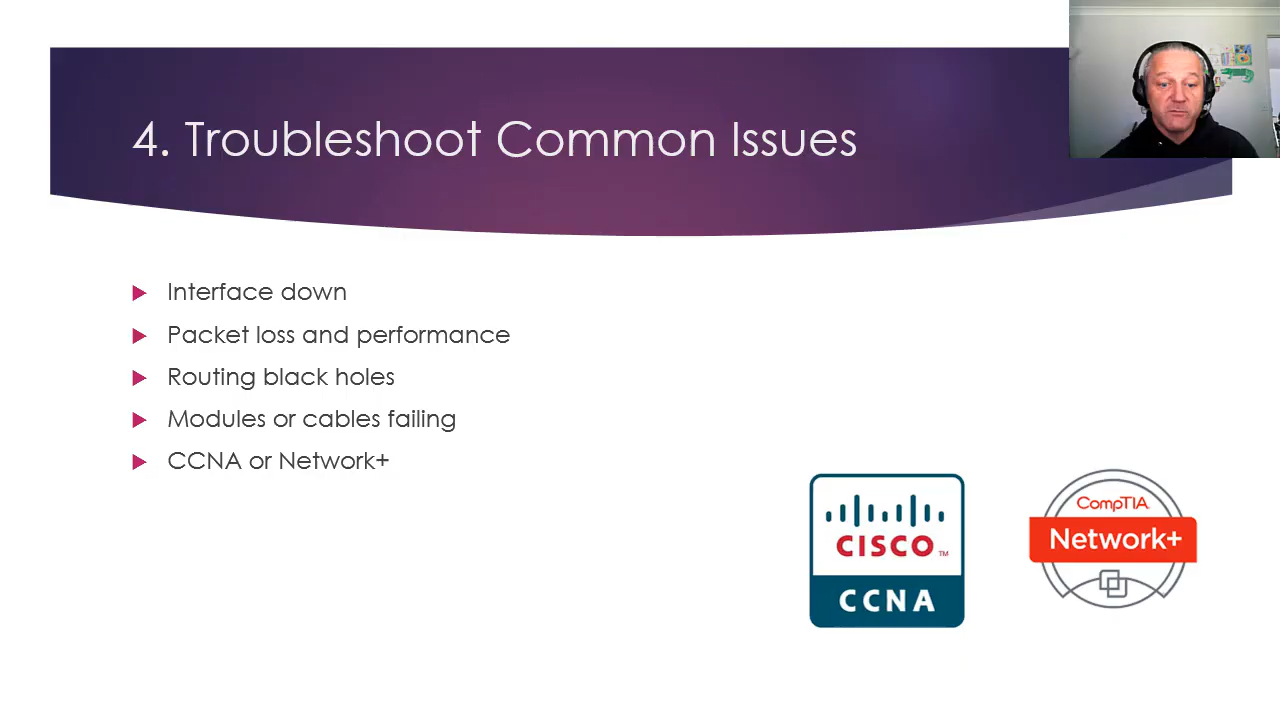 4. Troubleshoot Common Issues
Interface down
Packet loss and performance
Routing black holes
Modules or cables failing
CCNA or Network+
CISCO TM
CCNA
CompTIA
Network+